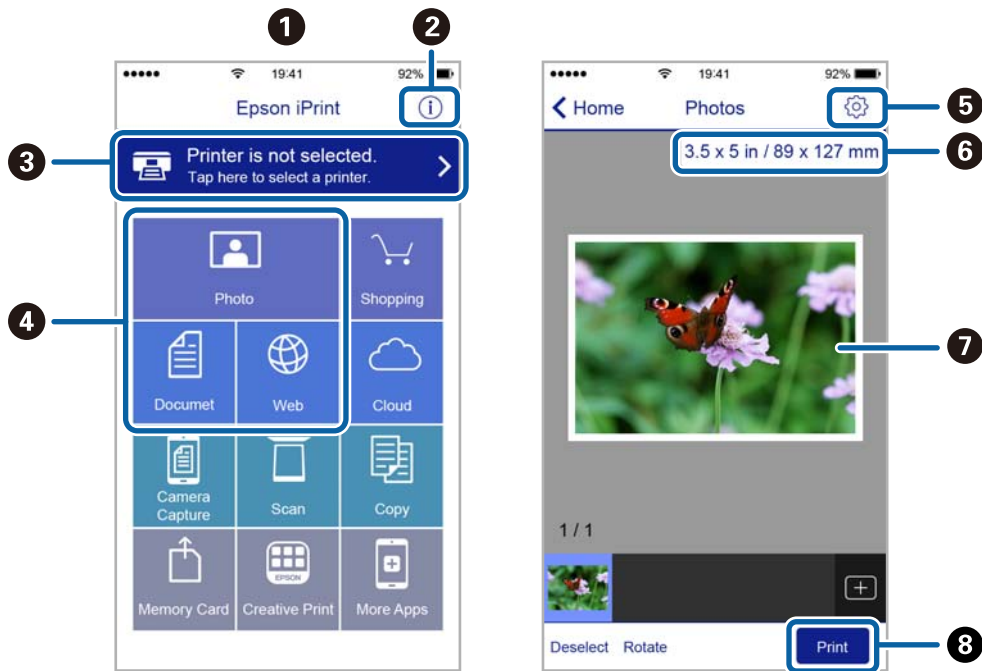 1
2
19:41
92%
Epson iPrint
i
3
Printer is not selected.
Tap here to select a printer.
4
Photo
Shopping
Documet
Web
Cloud
Camera
Capture
Scan
Copy
EPSON
Memory Card
Creative Print
More Apps
19:41
92%
Home
Photos
5
3.5 x 5 in / 89 x 127 mm
6
7
1 / 1
Deselect
Rotate
Print
8